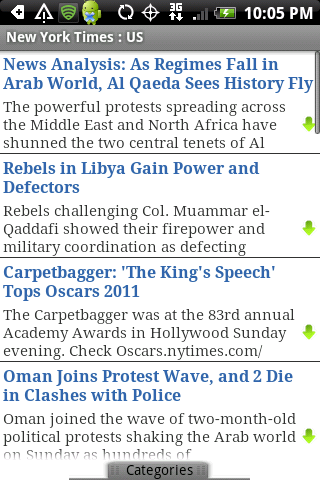 3G
10:05 PM
New York Times : US
News Analysis: As Regimes Fall in
Arab World, Al Qaeda Sees History Fly
The powerful protests spreading across
the Middle East and North Africa have
shunned the two central tenets of Al
Rebels in Libya Gain Power and
Defectors
Rebels challenging Col. Muammar el-
Qaddafi showed their firepower and
military coordination as defecting
Carpetbagger: 'The King's Speech'
Tops Oscars 2011
The Carpetbagger was at the 83rd annual
Academy Awards in Hollywood Sunday
evening. Check Oscars.nytimes.com/
Oman Joins Protest Wave, and 2 Die
in Clashes with Police
Oman joined the wave of two-month-old
political protests shaking the Arab world
on Sunday as hundreds of
Categories